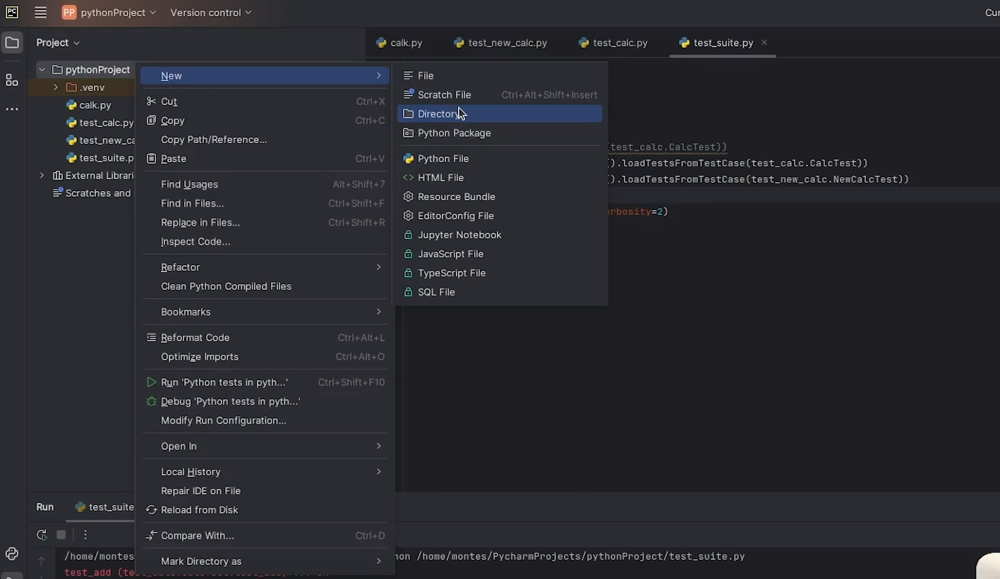 PC PP pythonProject Version control Cur
Project
calk.py test_new_calc.py test_calc.py test_suite.py
pythonProject
.venv
calk.py
test_calc.py
test_new_ca
test_suite.p
External Librari
Scratches and
New
Cut Ctrl+X
Copy Ctrl+C
Copy Path/Reference...
Paste Ctrl+V
Find Usages Alt+Shift+7
Find in Files... Ctrl+Shift+F
Replace in Files... Ctrl+Shift+R
Inspect Code...
Refactor
Clean Python Compiled Files
Bookmarks
Reformat Code Ctrl+Alt+L
Optimize Imports Ctrl+Alt+O
Run 'Python tests in pyth...' Ctrl+Shift+F10
Debug 'Python tests in pyth...'
Modify Run Configuration...
Open In
Local History
Repair IDE on File
Reload from Disk
Compare With... Ctrl+D
Mark Directory as
File
Scratch File Ctrl+Alt+Shift+Insert
Directory
Python Package
Python File
HTML File
Resource Bundle
EditorConfig File
Jupyter Notebook
JavaScript File
TypeScript File
SQL File
(test_calc.CalcTest))
().loadTestsFromTestCase(test_calc.CalcTest))
().loadTestsFromTestCase(test_new_calc.NewCalcTest))
erbosity=2)
Run test_suite
/home/montes
hon /home/montes/PycharmProjects/pythonProject/test_suite.py
test_add (te